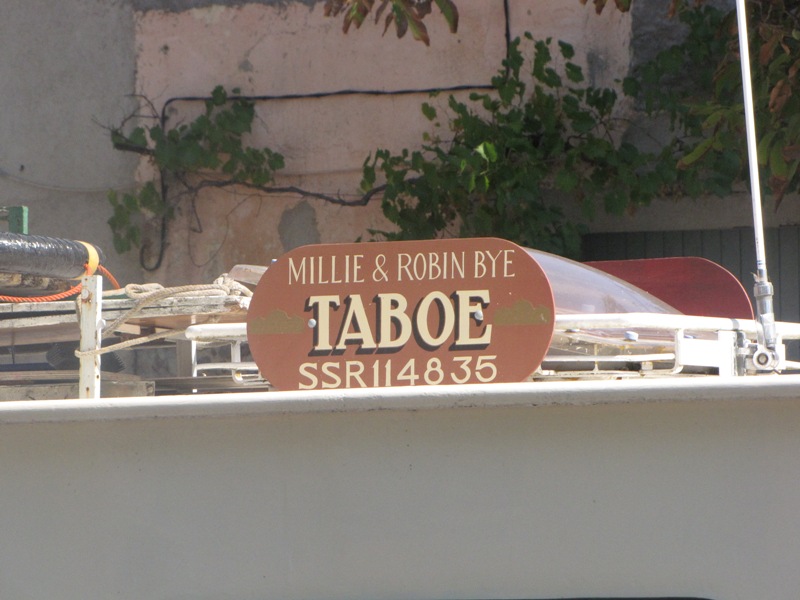 MILLIE & ROBIN BYE
TABOE
SSR114835